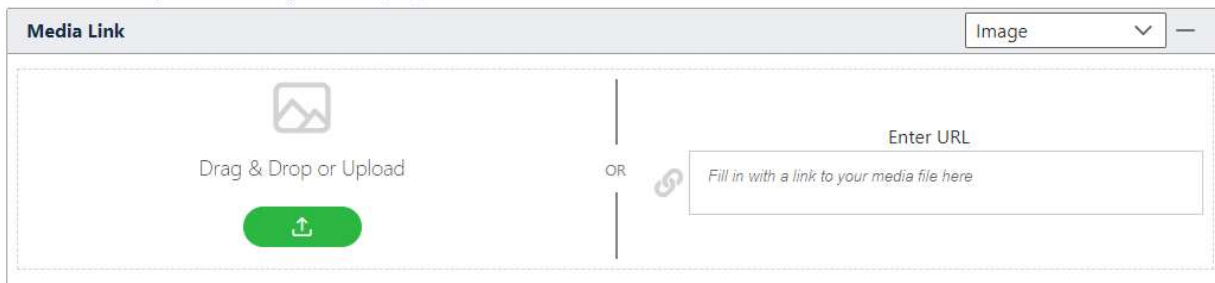 Media Link
Image
Drag & Drop or Upload
OR
Enter URL
Fill in with a link to your media file here